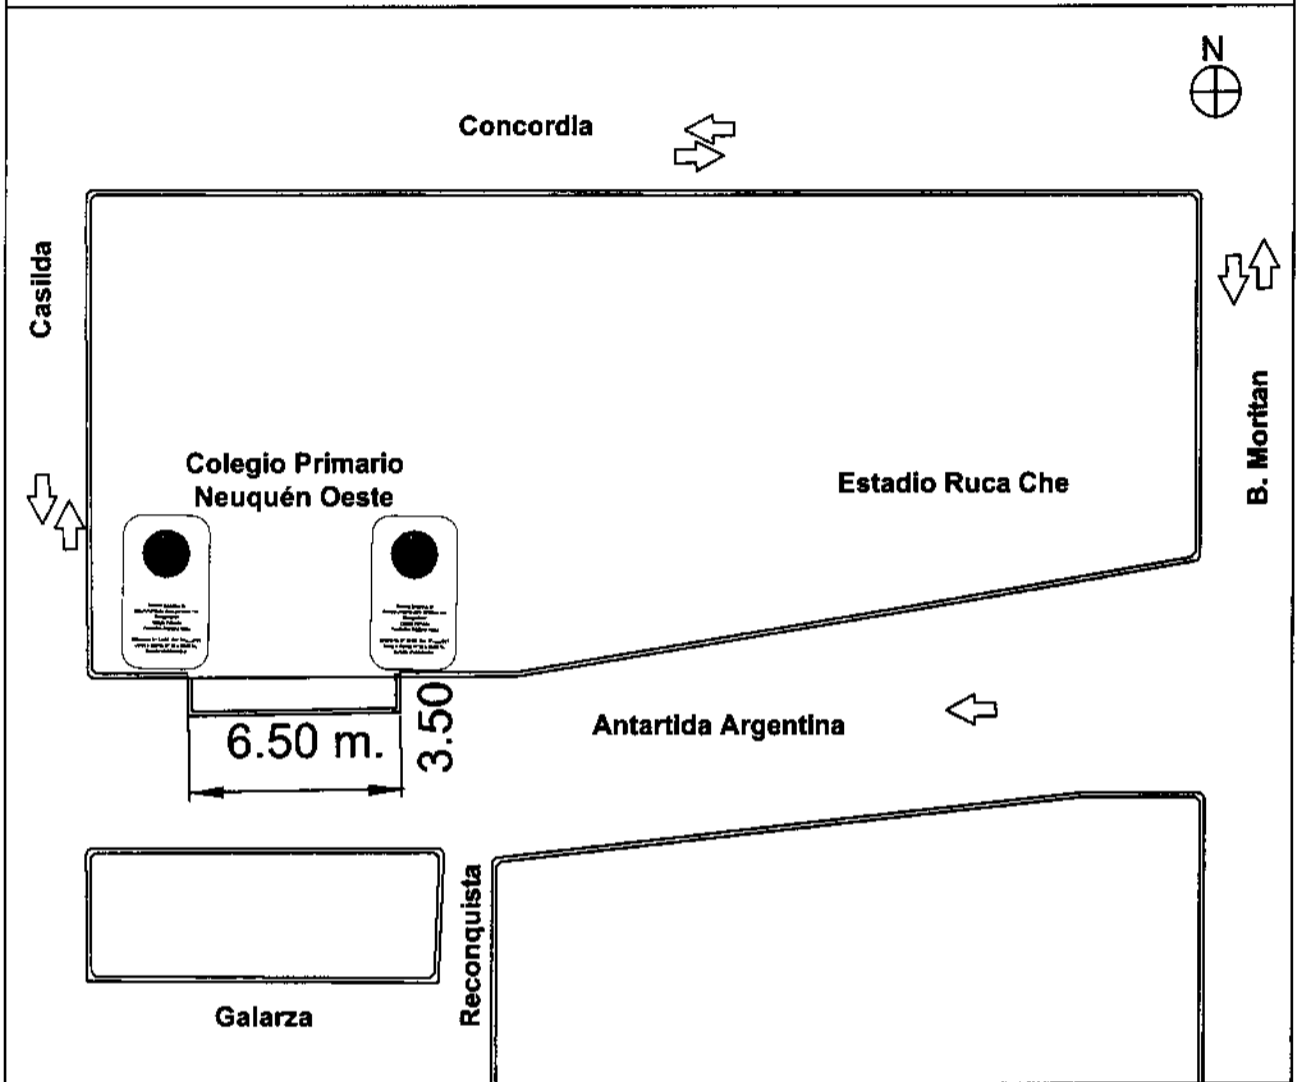 N
Concordia
Casilda
B. Moritan
Colegio Primario
Neuquén Oeste
Estadio Ruca Che
6.50 m.
3.50
Antartida Argentina
Reconquista
Galarza